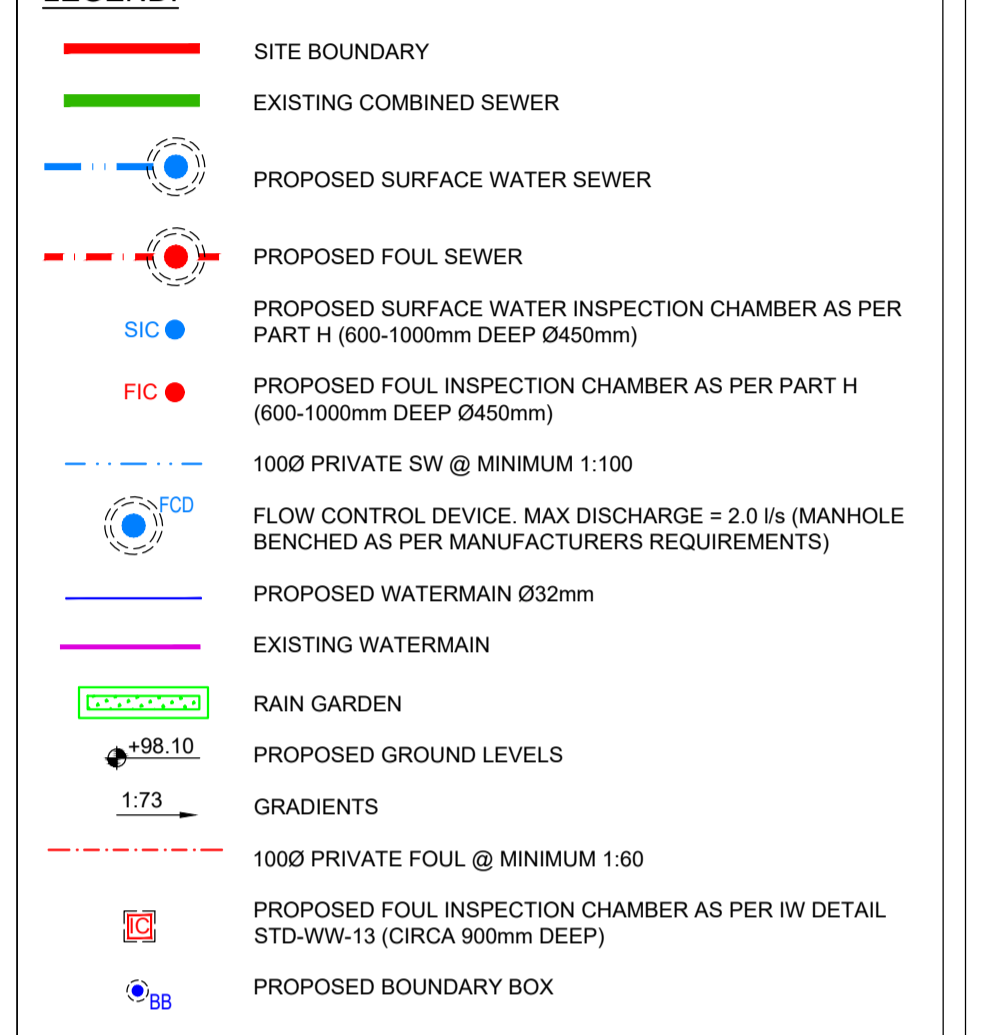 LEGEND:
SITE BOUNDARY
EXISTING COMBINED SEWER
PROPOSED SURFACE WATER SEWER
PROPOSED FOUL SEWER
SIC
PROPOSED SURFACE WATER INSPECTION CHAMBER AS PER
PART H (600-1000mm DEEP Ø450mm)
FIC
PROPOSED FOUL INSPECTION CHAMBER AS PER PART H
(600-1000mm DEEP Ø450mm)
100Ø PRIVATE SW @ MINIMUM 1:100
FCD
FLOW CONTROL DEVICE. MAX DISCHARGE = 2.0 l/s (MANHOLE
BENCHED AS PER MANUFACTURERS REQUIREMENTS)
PROPOSED WATERMAIN Ø32mm
EXISTING WATERMAIN
RAIN GARDEN
+98.10
PROPOSED GROUND LEVELS
1:73
GRADIENTS
100Ø PRIVATE FOUL @ MINIMUM 1:60
IC
PROPOSED FOUL INSPECTION CHAMBER AS PER IW DETAIL
STD-WW-13 (CIRCA 900mm DEEP)
BB
PROPOSED BOUNDARY BOX